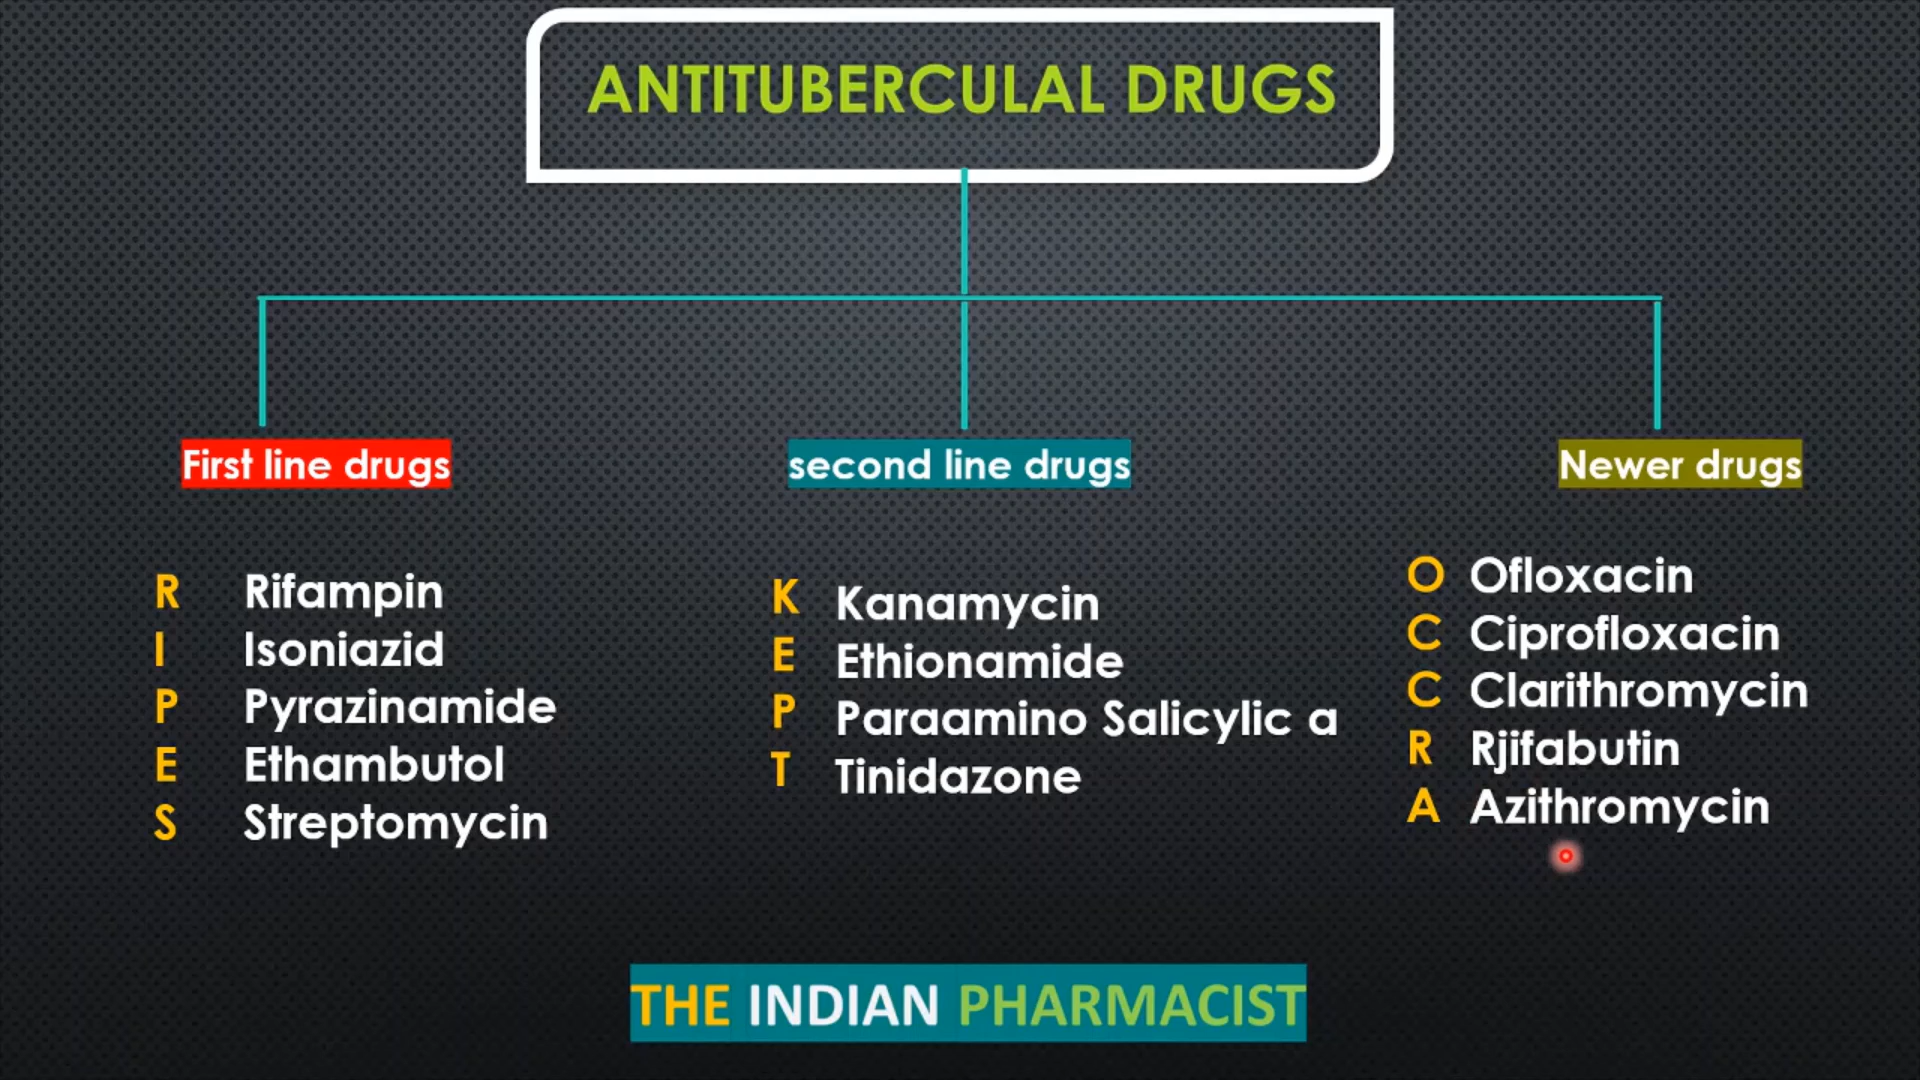 ANTITUBERCULAL DRUGS
First line drugs
R Rifampin
I Isoniazid
P Pyrazinamide
E Ethambutol
S Streptomycin
second line drugs
K Kanamycin
E Ethionamide
P Paraamino Salicylic a
T Tinidazone
Newer drugs
O Ofloxacin
C Ciprofloxacin
C Clarithromycin
R Rjifabutin
A Azithromycin
THE INDIAN PHARMACIST